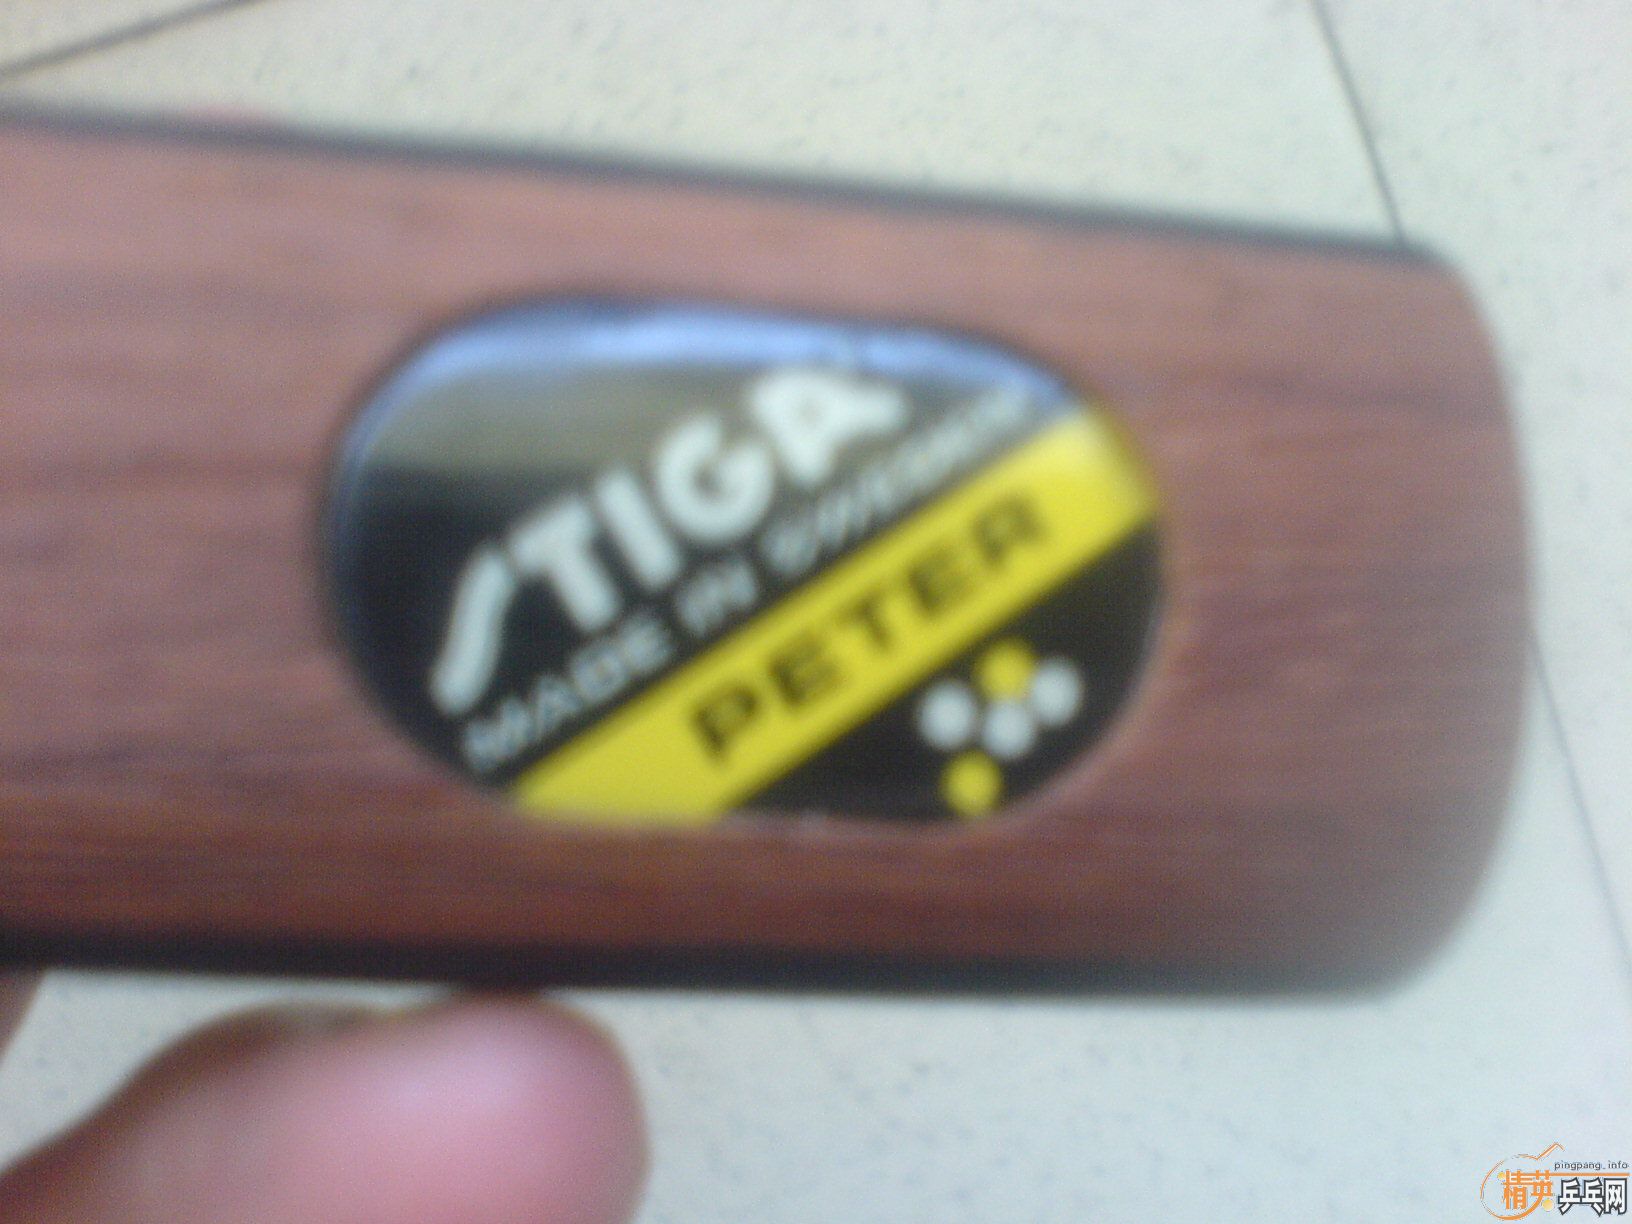 STIGA
MADE IN SWEDEN
PETER
pingpang.info
精英乒乓网